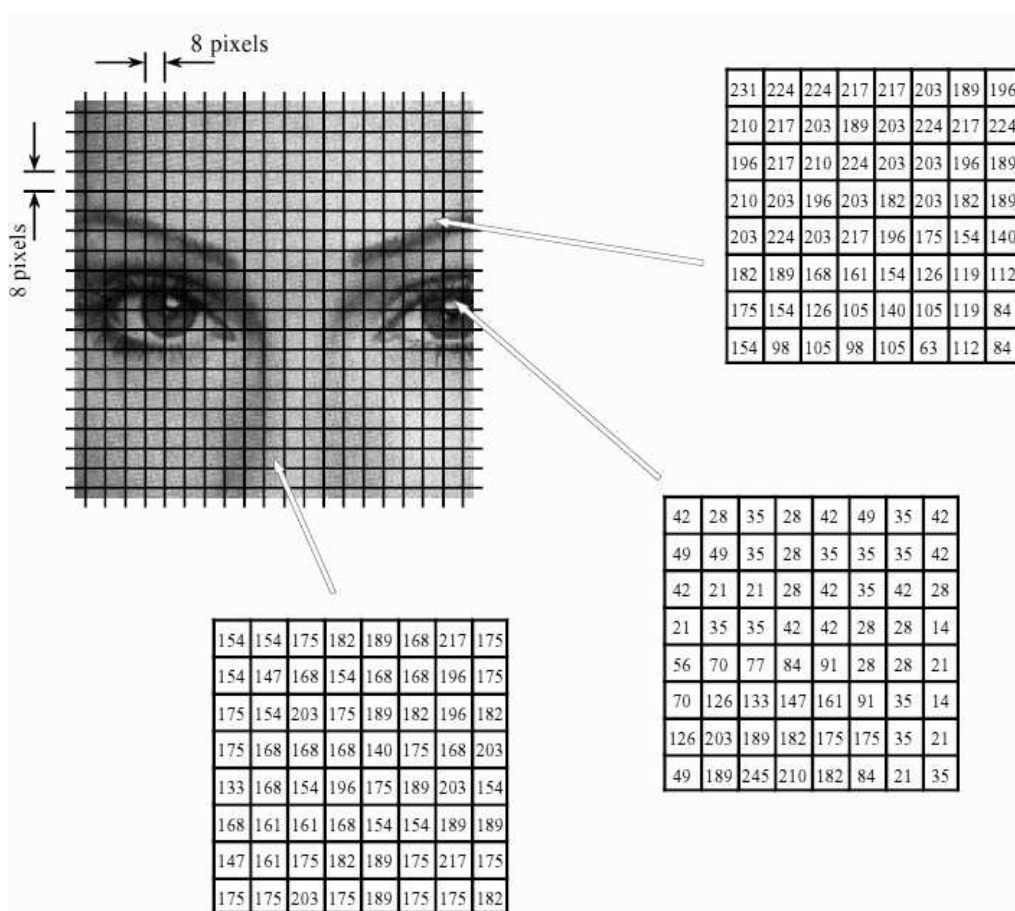 8 pixels
8 pixels
231 224 224 217 217 203 189 196
210 217 203 189 203 224 217 224
196 217 210 224 203 203 196 189
210 203 196 203 182 203 182 189
203 224 203 217 196 175 154 140
182 189 168 161 154 126 119 112
175 154 126 105 140 105 119 84
154 98 105 98 105 63 112 84
42 28 35 28 42 49 35 42
49 49 35 28 35 35 35 42
42 21 21 28 42 35 42 28
21 35 35 42 42 28 28 14
56 70 77 84 91 28 28 21
70 126 133 147 161 91 35 14
126 203 189 182 175 175 35 21
49 189 245 210 182 84 21 35
154 154 175 182 189 168 217 175
154 147 168 154 168 168 196 175
175 154 203 175 189 182 196 182
175 168 168 168 140 175 168 203
133 168 154 196 175 189 203 154
168 161 161 168 154 154 189 189
147 161 175 182 189 175 217 175
175 175 203 175 189 175 175 182